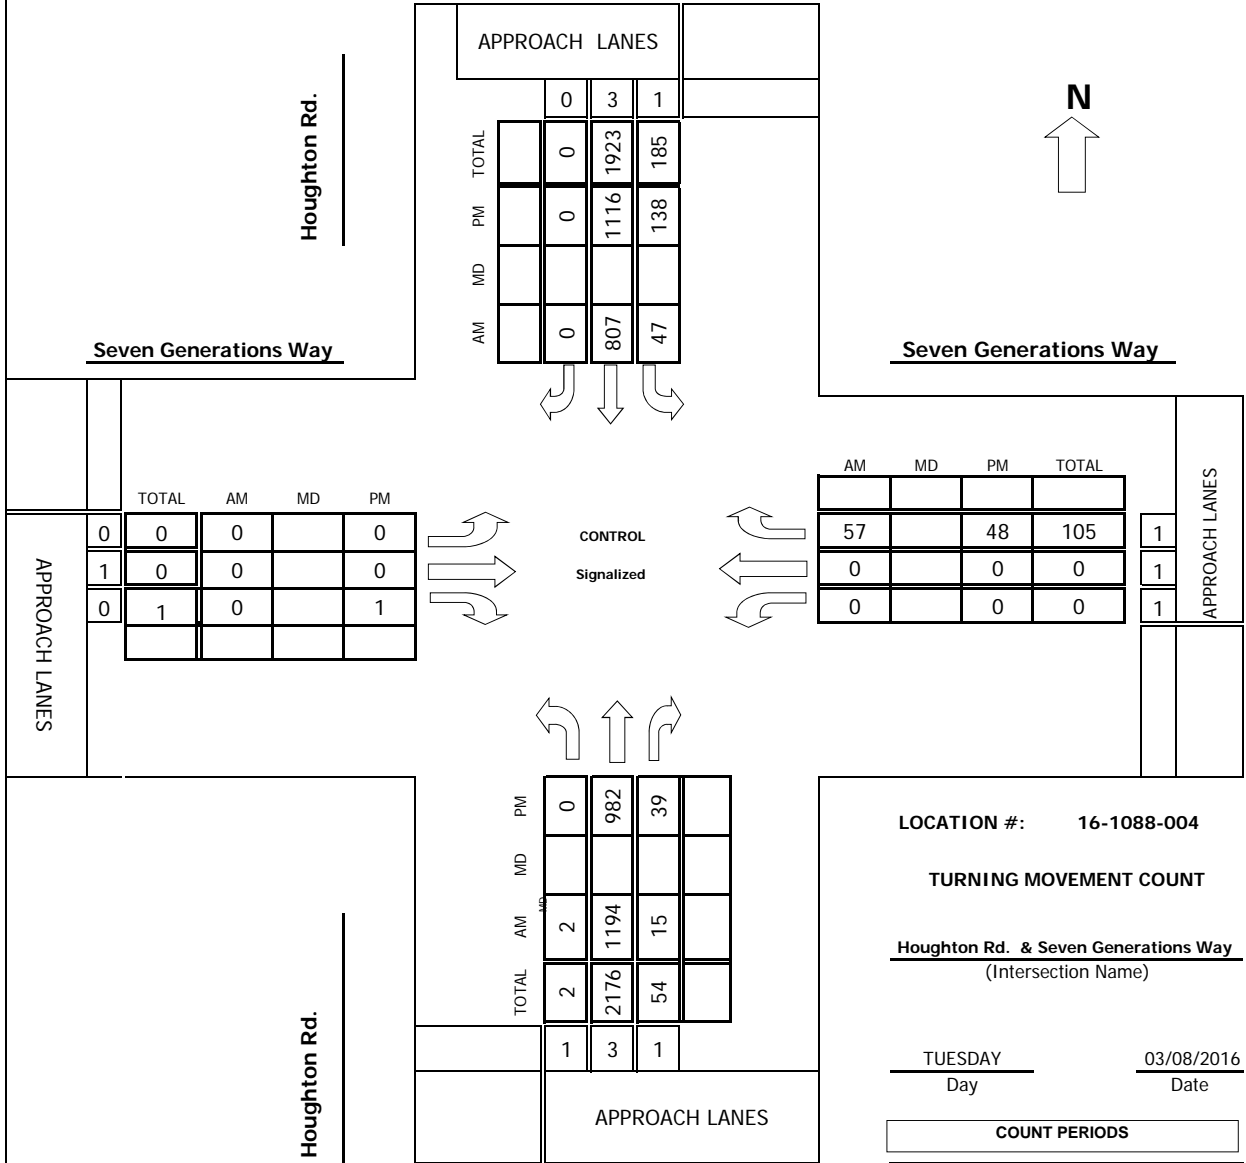 APPROACH LANES
N
Houghton Rd.
0 3 1
TOTAL 0 1923 185
PM 0 1116 138
MD
AM 0 807 47
Seven Generations Way
Seven Generations Way
AM MD PM TOTAL
57 48 105 1
0 0 0 1
0 0 0 1
APPROACH LANES
TOTAL AM MD PM
0 0 0 0
1 0 0 0
0 1 0 1
APPROACH LANES
CONTROL
Signalized
PM 0 982 39
MD
MD
AM 2 1194 15
TOTAL 2 2176 54
1 3 1
APPROACH LANES
Houghton Rd.
LOCATION #: 16-1088-004
TURNING MOVEMENT COUNT
Houghton Rd. & Seven Generations Way
(Intersection Name)
TUESDAY 03/08/2016
Day Date
COUNT PERIODS